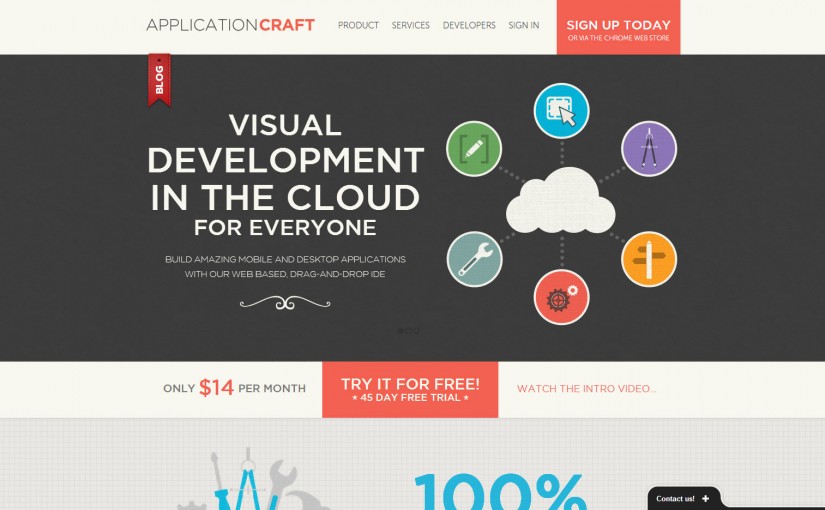 APPLICATIONCRAFT
PRODUCT SERVICES DEVELOPERS SIGN IN
SIGN UP TODAY
OR VIA THE CHROME WEB STORE
BLOG
VISUAL
DEVELOPMENT
IN THE CLOUD
FOR EVERYONE
BUILD AMAZING MOBILE AND DESKTOP APPLICATIONS
WITH OUR WEB BASED, DRAG-AND-DROP IDE
ONLY $14 PER MONTH
TRY IT FOR FREE!
★ 45 DAY FREE TRIAL ★
WATCH THE INTRO VIDEO...
100%
Contact us! +